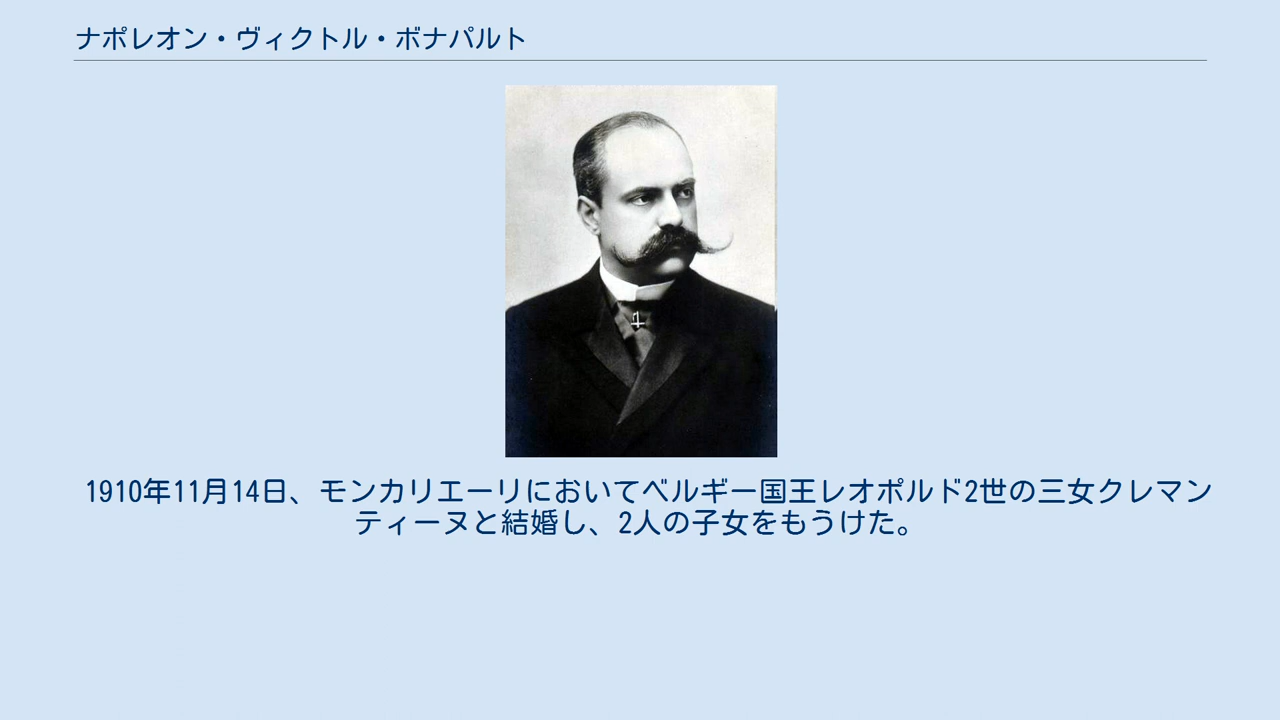 ナポレオン・ヴィクトル・ボナパルト
1910年11月14日、モンカリエーリにおいてベルギー国王レオポルド2世の三女クレマン
ティーヌと結婚し、2人の子女をもうけた。